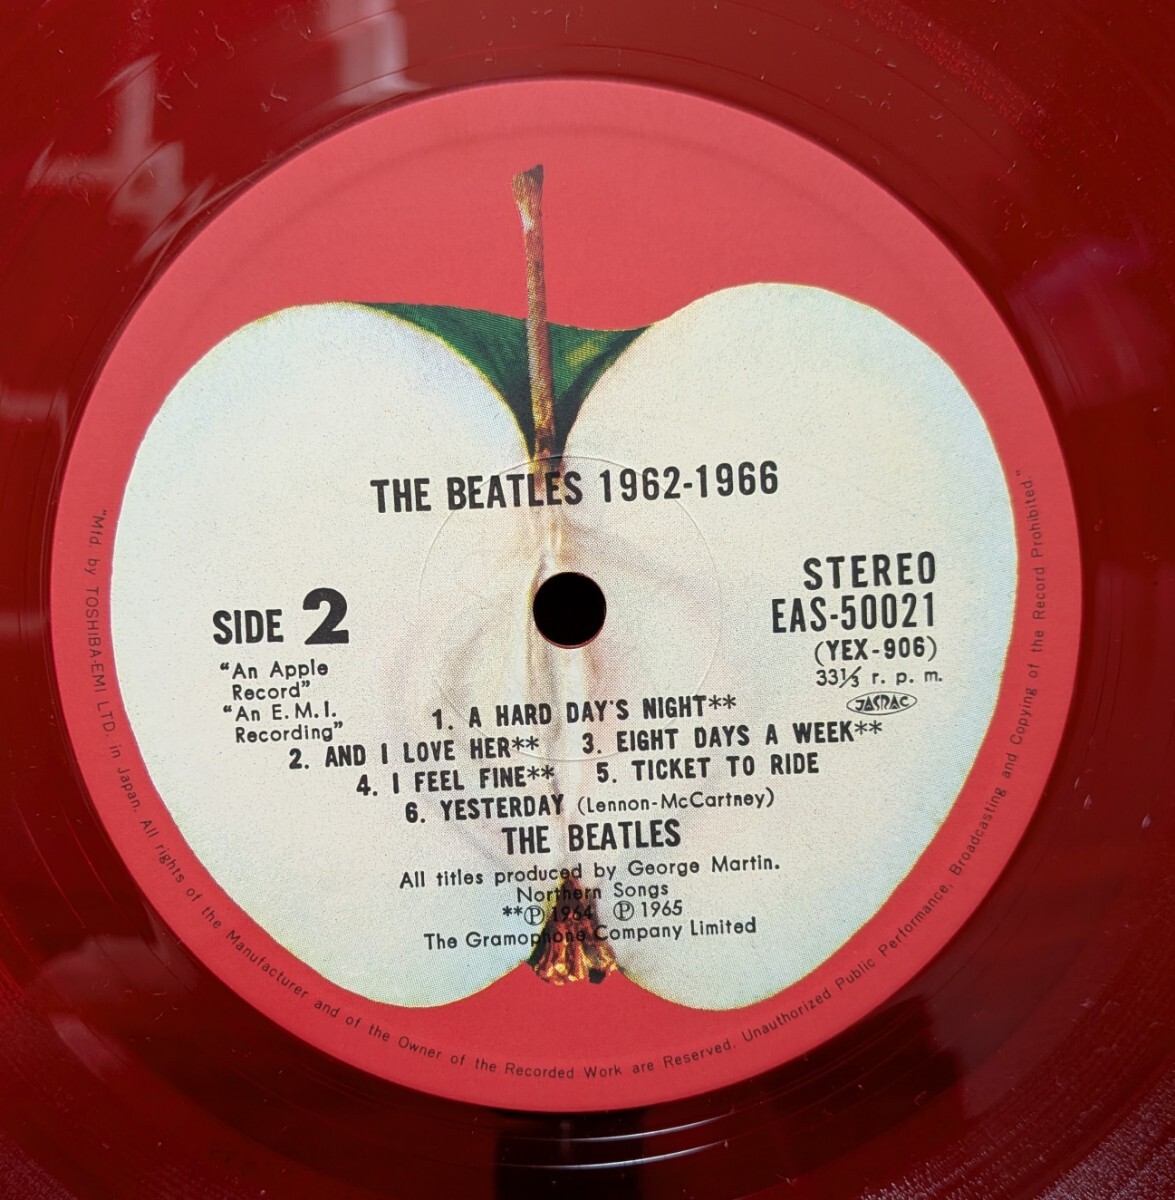 THE BEATLES 1962-1966
STEREO
EAS-50021
(YEX-906)
33⅓ r. p. m.
JASRAC
SIDE 2
“An Apple
Record”
“An E.M.I.
Recording”
1. A HARD DAY'S NIGHT**
2. AND I LOVE HER** 3. EIGHT DAYS A WEEK**
4. I FEEL FINE** 5. TICKET TO RIDE
6. YESTERDAY (Lennon-McCartney)
THE BEATLES
All titles produced by George Martin.
Northern Songs
**Ⓟ 1964 Ⓟ 1965
The Gramophone Company Limited
"Mfd. by TOSHIBA-EMI LTD. in Japan. All rights of the Manufacturer and of the Owner of the Recorded Work are Reserved. Unauthorized Public Performance, Broadcasting and Copying of the Record Prohibited."